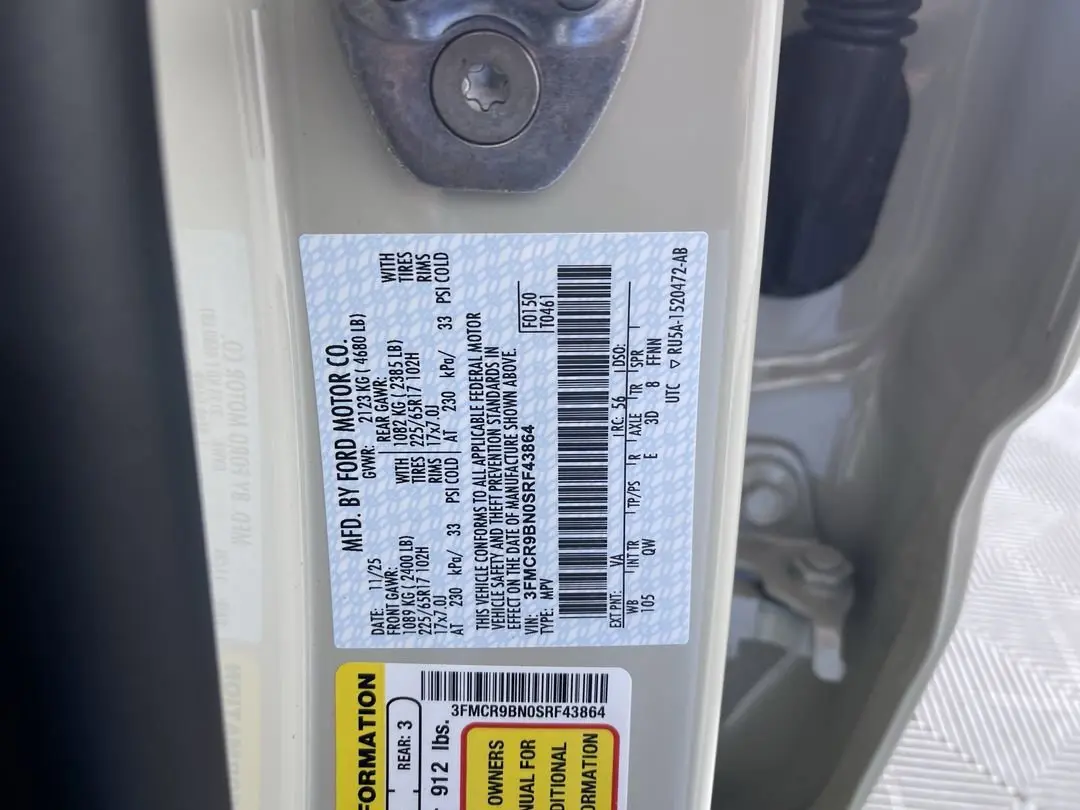 MFD. BY FORD MOTOR CO.
DATE: 11/25 GVWR: 2123 KG ( 4680 LB)
FRONT GAWR: REAR GAWR:
1089 KG ( 2400 LB) WITH 1082 KG ( 2385 LB) WITH
225/65R17 102H TIRES 225/65R17 102H TIRES
17x7.0J RIMS 17x7.0J RIMS
AT 230 kPa/ 33 PSI COLD AT 230 kPa/ 33 PSI COLD
THIS VEHICLE CONFORMS TO ALL APPLICABLE FEDERAL MOTOR
VEHICLE SAFETY AND THEFT PREVENTION STANDARDS IN
EFFECT ON THE DATE OF MANUFACTURE SHOWN ABOVE.
VIN: 3FMCR9BN0SRF43864 F0150
TYPE: MPV T0461
EXT PNT: VA RC: 56 DSO:
WB INT TR TP/PS R AXLE TR SPR
105 QW E 3D 8 FFNN
UTC ▽ RU5A-1520472-AB
FORMATION
REAR: 3
3FMCR9BN0SRF43864
912 lbs.
OWNERS
FOR